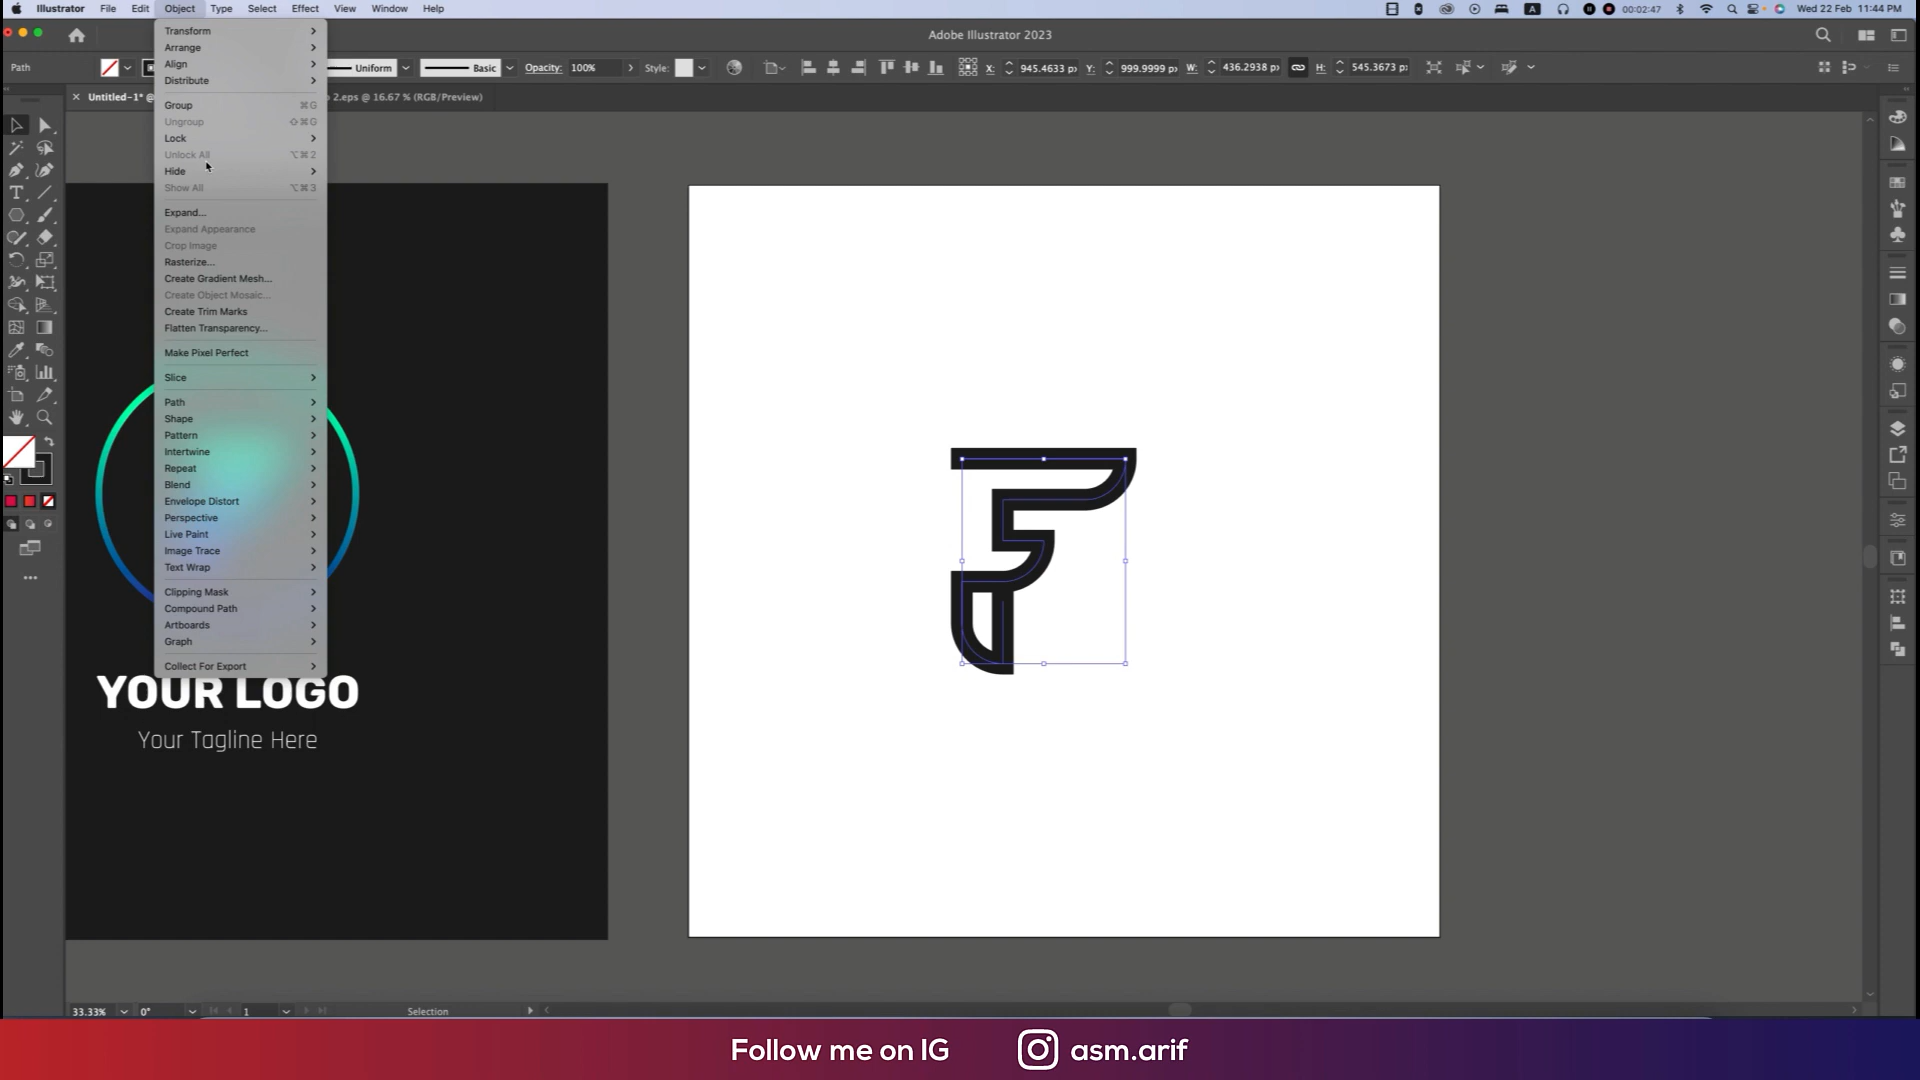 Illustrator File Edit Object Type Select Effect View Window Help
00:02:47 Wed 22 Feb 11:44 PM
Adobe Illustrator 2023
Path
Uniform
Basic
Opacity: 100%
Style:
X: 945.4633 p
Y: 999.9999 p
W: 436.2938 p
H: 545.3673 p
Untitled-1* @
2.eps @ 16.67 % (RGB/Preview)
Transform
Arrange
Align
Distribute
Group ⌘G
Ungroup ⇧⌘G
Lock
Unlock All ⌥⌘2
Hide
Show All ⌥⌘3
Expand...
Expand Appearance
Crop Image
Rasterize...
Create Gradient Mesh...
Create Object Mosaic...
Create Trim Marks
Flatten Transparency...
Make Pixel Perfect
Slice
Path
Shape
Pattern
Intertwine
Repeat
Blend
Envelope Distort
Perspective
Live Paint
Image Trace
Text Wrap
Clipping Mask
Compound Path
Artboards
Graph
Collect For Export
YOUR LOGO
Your Tagline Here
33.33% 0° 1 Selection
Follow me on IG asm.arif